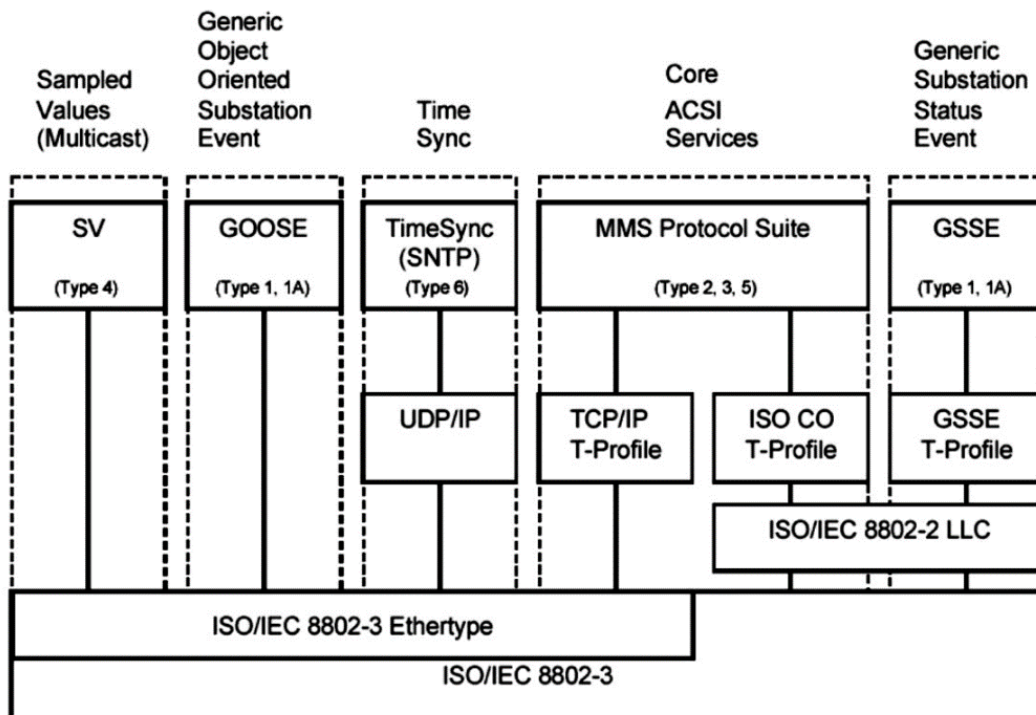 Sampled
Values
(Multicast)
Generic
Object
Oriented
Substation
Event
Time
Sync
Core
ACSI
Services
Generic
Substation
Status
Event
SV
(Type 4)
GOOSE
(Type 1, 1A)
TimeSync
(SNTP)
(Type 6)
MMS Protocol Suite
(Type 2, 3, 5)
GSSE
(Type 1, 1A)
UDP/IP
TCP/IP
T-Profile
ISO CO
T-Profile
GSSE
T-Profile
ISO/IEC 8802-2 LLC
ISO/IEC 8802-3 Ethertype
ISO/IEC 8802-3